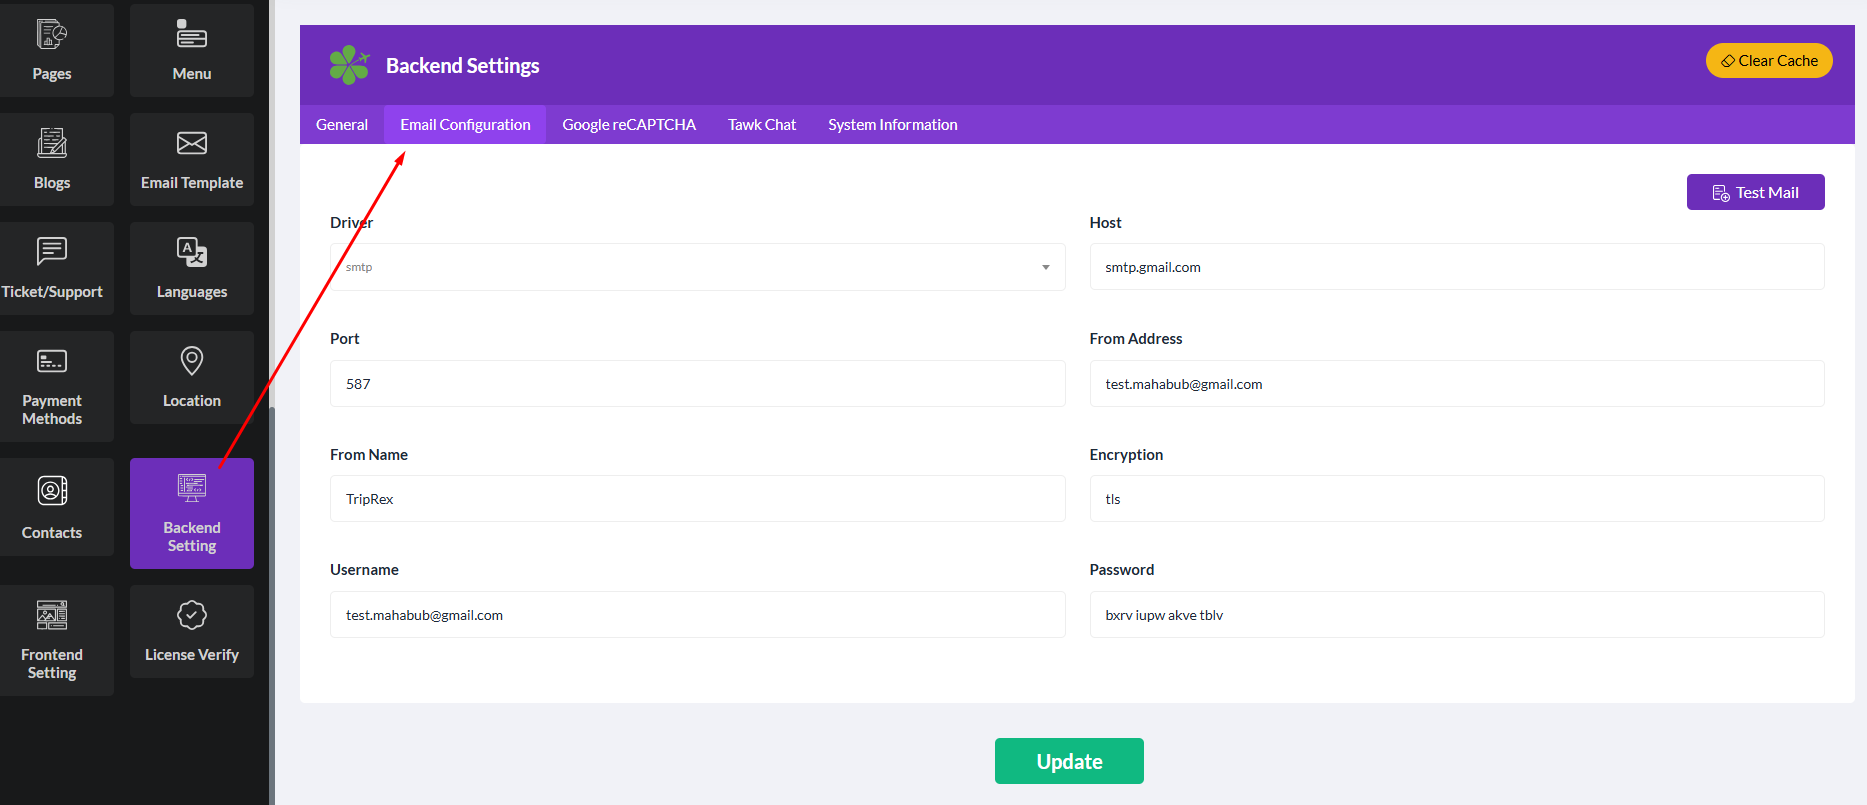 Pages
Menu
Blogs
Email Template
Ticket/Support
Languages
Payment
Methods
Location
Contacts
Backend
Setting
Frontend
Setting
License Verify
Backend Settings
Clear Cache
General
Email Configuration
Google reCAPTCHA
Tawk Chat
System Information
Test Mail
Driver
smtp
Host
smtp.gmail.com
Port
587
From Address
test.mahabub@gmail.com
From Name
TripRex
Encryption
tls
Username
test.mahabub@gmail.com
Password
bxrv iupw akve tblv
Update